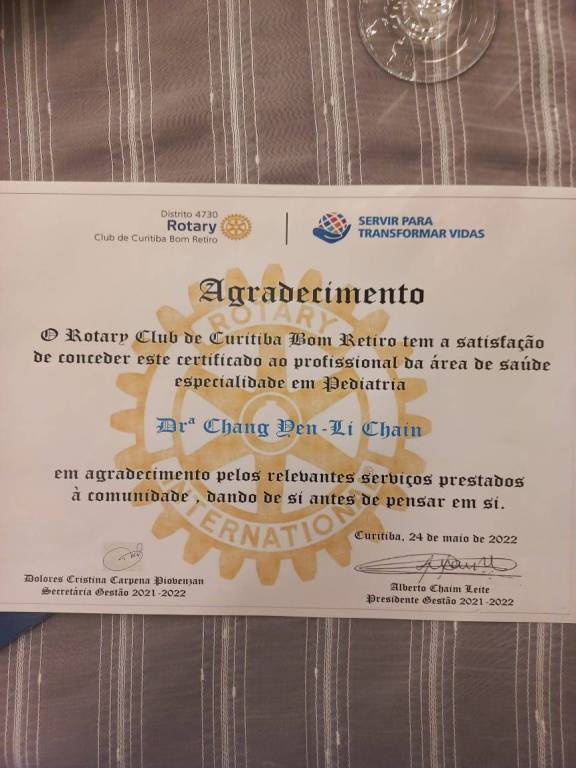 Distrito 4730
Rotary
Club de Curitiba Bom Retiro
SERVIR PARA
TRANSFORMAR VIDAS
Agradecimento
ROTARY
INTERNATIONAL
O Rotary Club de Curitiba Bom Retiro tem a satisfação
de conceder este certificado ao profissional da área de saúde
especialidade em Pediatria
Drª Chang Yen-Li Chain
em agradecimento pelos relevantes serviços prestados
à comunidade , dando de si antes de pensar em si.
Curitiba, 24 de maio de 2022
Dolores Cristina Carpena Piovenzan
Secretária Gestão 2021-2022
Alberto Chaim Leite
Presidente Gestão 2021-2022